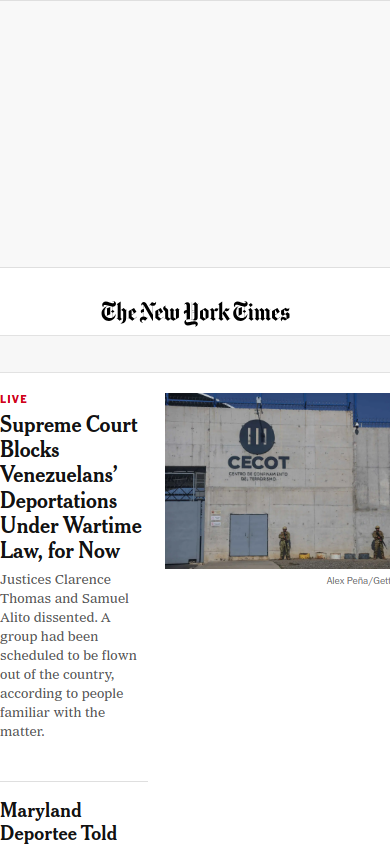 The New York Times
LIVE
Supreme Court
Blocks
Venezuelans’
Deportations
Under Wartime
Law, for Now
Justices Clarence
Thomas and Samuel
Alito dissented. A
group had been
scheduled to be flown
out of the country,
according to people
familiar with the
matter.
CECOT
CENTRO DE CONFINAMIENTO
DEL TERRORISMO
Alex Peña/Gett
Maryland
Deportee Told